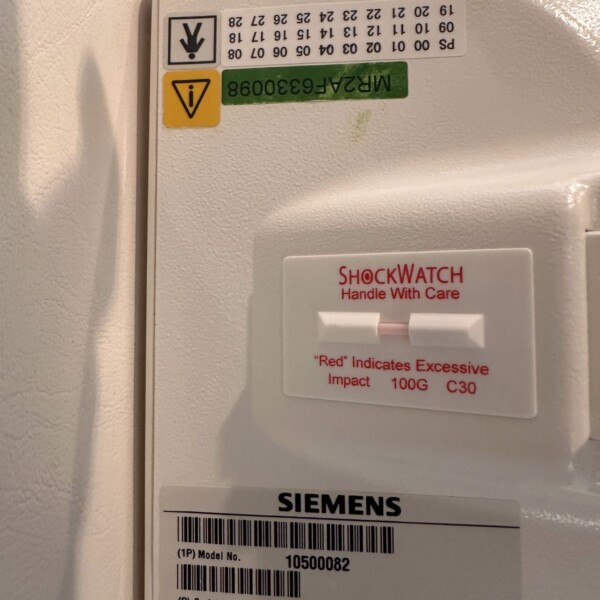 PS 00 01 02 03 04 05 06 07 08
09 10 11 12 13 14 15 16 17 18
19 20 21 22 23 24 25 26 27 28
MR2AF6330098
SHOCKWATCH
Handle With Care
"Red" Indicates Excessive
Impact 100G C30
SIEMENS
(1P) Model No. 10500082